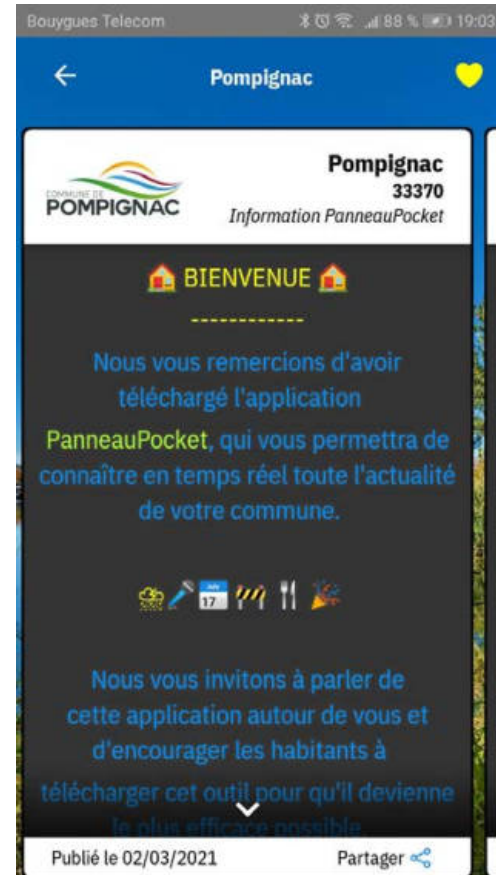 Bouygues Telecom 88 % 19:03
Pompignac
COMMUNE DE
POMPIGNAC
Pompignac
33370
Information PanneauPocket
🏠 BIENVENUE 🏠
------------
Nous vous remercions d'avoir
téléchargé l'application
PanneauPocket, qui vous permettra de
connaître en temps réel toute l'actualité
de votre commune.
⛈🎤📅🚧🍴🎉
Nous vous invitons à parler de
cette application autour de vous et
d'encourager les habitants à
télécharger cet outil pour qu'il devienne
le plus efficace possible.
Publié le 02/03/2021 Partager